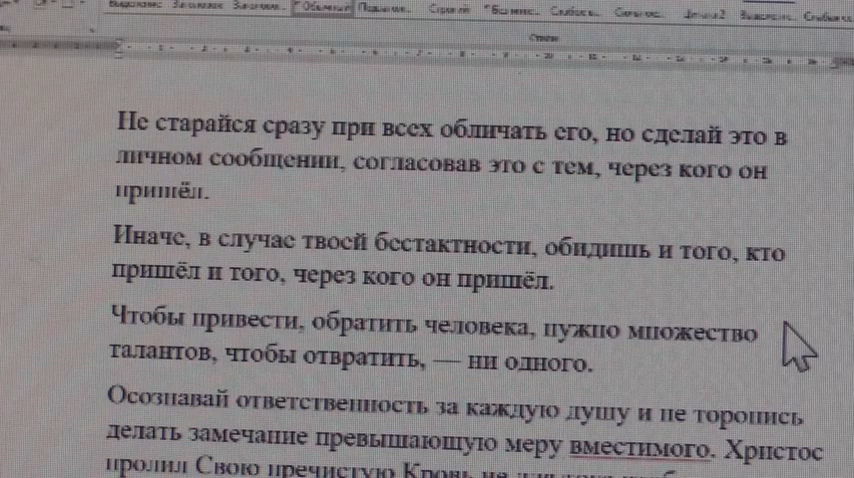 Не старайся сразу при всех обличать его, но сделай это в
личном сообщении, согласовав это с тем, через кого он
пришёл.
Иначе, в случае твоей бестактности, обидишь и того, кто
пришёл и того, через кого он пришёл.
Чтобы привести, обратить человека, нужно множество
талантов, чтобы отвратить, — ни одного.
Осознавай ответственность за каждую душу и не торопись
делать замечание превышающую меру вместимого. Христос
пролил Свою пречистую Кровь не для того